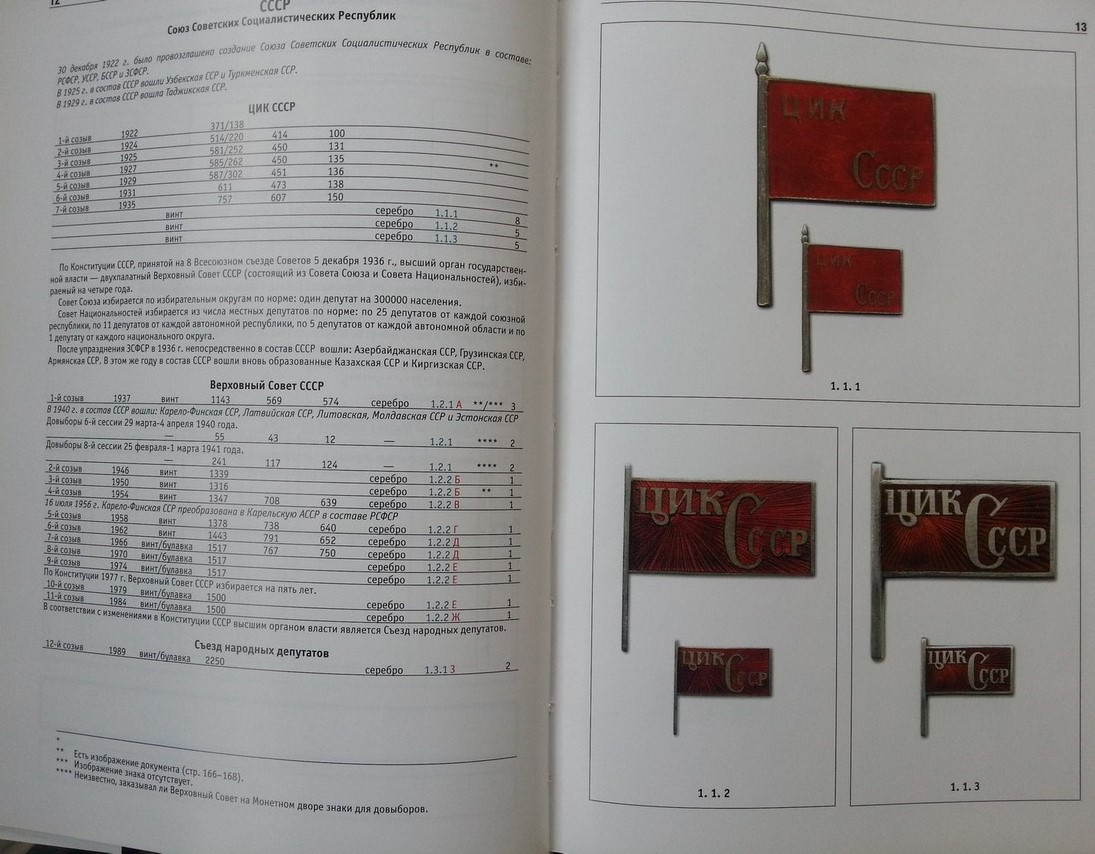 12
СССР
Союз Советских Социалистических Республик
30 декабря 1922 г. было провозглашено создание Союза Советских Социалистических Республик в составе:
РСФСР, УССР, БССР и ЗСФСР.
В 1925 г. в состав СССР вошли Узбекская ССР и Туркменская ССР.
В 1929 г. в состав СССР вошла Таджикская ССР.
ЦИК СССР
1-й созыв 1922 371/138
2-й созыв 1924 514/220 414 100
3-й созыв 1925 581/252 450 131
4-й созыв 1927 585/262 450 135 **
5-й созыв 1929 587/302 451 136
6-й созыв 1931 611 473 138
7-й созыв 1935 757 607 150
винт серебро 1.1.1 8
винт серебро 1.1.2 5
винт серебро 1.1.3 5
По Конституции СССР, принятой на 8 Всесоюзном съезде Советов 5 декабря 1936 г., высший орган государствен-
ной власти — двухпалатный Верховный Совет СССР (состоящий из Совета Союза и Совета Национальностей), изби-
раемый на четыре года.
Совет Союза избирается по избирательным округам по норме: один депутат на 300000 населения.
Совет Национальностей избирается из числа местных депутатов по норме: по 25 депутатов от каждой союзной
республики, по 11 депутатов от каждой автономной республики, по 5 депутатов от каждой автономной области и по
1 депутату от каждого национального округа.
После упразднения ЗСФСР в 1936 г. непосредственно в состав СССР вошли: Азербайджанская ССР, Грузинская ССР,
Армянская ССР. В этом же году в состав СССР вошли вновь образованные Казахская ССР и Киргизская ССР.
Верховный Совет СССР
1-й созыв 1937 винт 1143 569 574 серебро 1.2.1 А **/*** 3
В 1940 г. в состав СССР вошли: Карело-Финская ССР, Латвийская ССР, Литовская, Молдавская ССР и Эстонская ССР
Довыборы 6-й сессии 29 марта-4 апреля 1940 года.
— 55 43 12 — 1.2.1 **** 2
Довыборы 8-й сессии 25 февраля-1 марта 1941 года.
— 241 117 124 — 1.2.1 **** 2
2-й созыв 1946 винт 1339 серебро 1.2.2 Б 1
3-й созыв 1950 винт 1316 серебро 1.2.2 Б ** 1
4-й созыв 1954 винт 1347 708 639 серебро 1.2.2 В 1
16 июля 1956 г. Карело-Финская ССР преобразована в Карельскую АССР в составе РСФСР
5-й созыв 1958 винт 1378 738 640 серебро 1.2.2 Г 1
6-й созыв 1962 винт 1443 791 652 серебро 1.2.2 Д 1
7-й созыв 1966 винт/булавка 1517 767 750 серебро 1.2.2 Д 1
8-й созыв 1970 винт/булавка 1517 серебро 1.2.2 Е 1
9-й созыв 1974 винт/булавка 1517 серебро 1.2.2 Е 1
По Конституции 1977 г. Верховный Совет СССР избирается на пять лет.
10-й созыв 1979 винт/булавка 1500 серебро 1.2.2 Е 1
11-й созыв 1984 винт/булавка 1500 серебро 1.2.2 Ж 1
В соответствии с изменениями в Конституции СССР высшим органом власти является Съезд народных депутатов.
Съезд народных депутатов
12-й созыв 1989 винт/булавка 2250 серебро 1.3.1 З 2
*
** Есть изображение документа (стр. 166–168).
*** Изображение знака отсутствует.
**** Неизвестно, заказывал ли Верховный Совет на Монетном дворе знаки для довыборов.
13
ЦИК
СССР
ЦИК
СССР
1. 1. 1
ЦИК
СССР
ЦИК
СССР
1. 1. 2
ЦИК
СССР
ЦИК
СССР
1. 1. 3